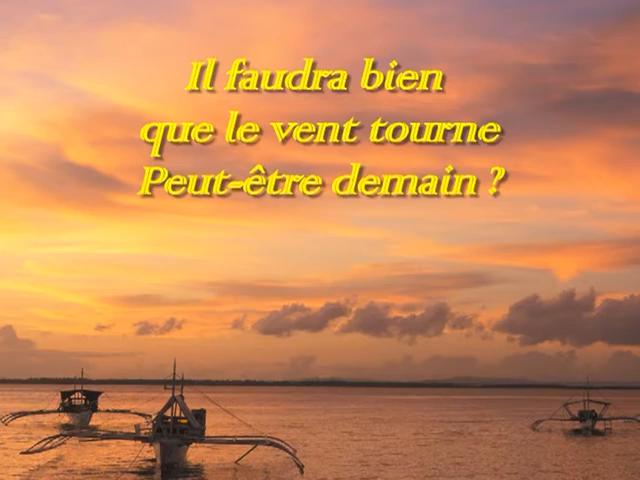 Il faudra bien
que le vent tourne
Peut-être demain ?